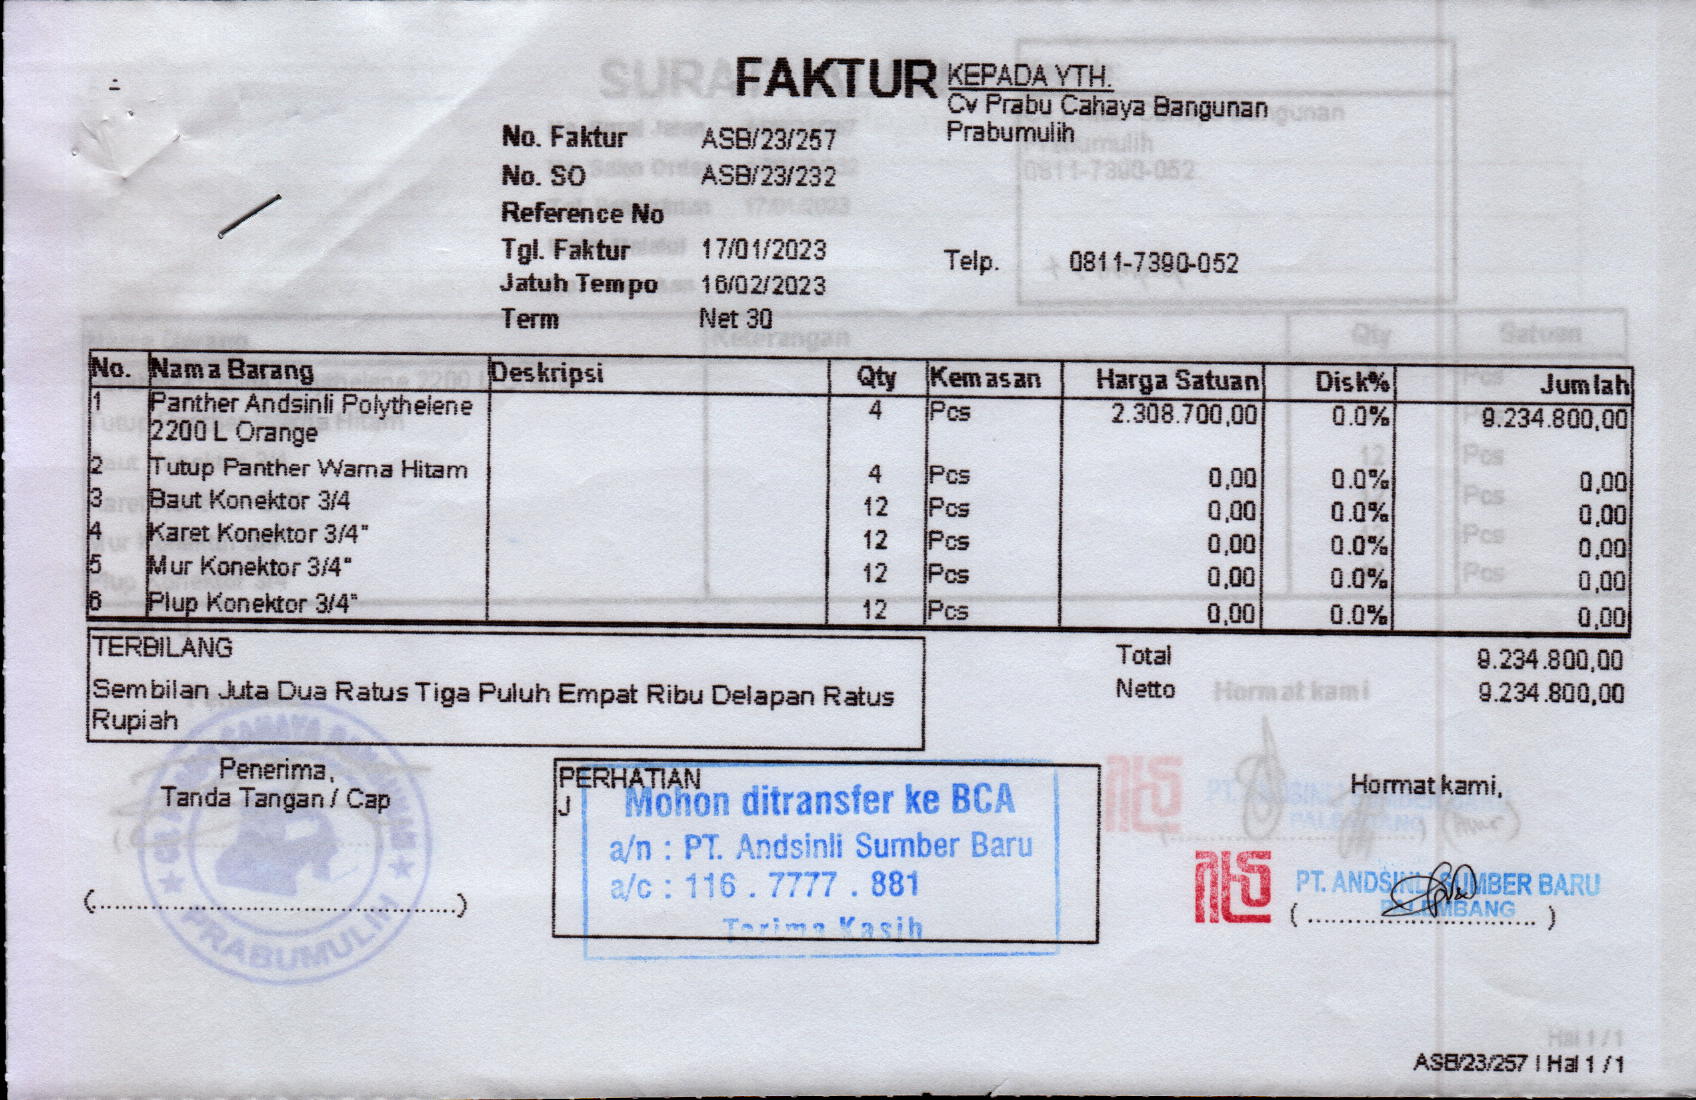 FAKTUR
KEPADA YTH.
Cv Prabu Cahaya Bangunan
Prabumulih
No. Faktur ASB/23/257
No. SO ASB/23/232
Reference No
Tgl. Faktur 17/01/2023
Telp. 0811-7390-052
Jatuh Tempo 16/02/2023
Term Net 30
No. Nama Barang Deskripsi Qty Kemasan Harga Satuan Disk% Jumlah
1 Panther Andsinli Polythelene 4 Pcs 2.308.700,00 0.0% 9.234.800,00
2200 L Orange
2 Tutup Panther Warna Hitam 4 Pcs 0,00 0.0% 0,00
3 Baut Konektor 3/4 12 Pcs 0,00 0.0% 0,00
4 Karet Konektor 3/4" 12 Pcs 0,00 0.0% 0,00
5 Mur Konektor 3/4" 12 Pcs 0,00 0.0% 0,00
6 Plup Konektor 3/4" 12 Pcs 0,00 0.0% 0,00
TERBILANG
Sembilan Juta Dua Ratus Tiga Puluh Empat Ribu Delapan Ratus
Rupiah
Total 9.234.800,00
Netto 9.234.800,00
Hormat kami
Penerima,
Tanda Tangan / Cap
PRABUMULIH
PERHATIAN
J
Mohon ditransfer ke BCA
a/n : PT. Andsinli Sumber Baru
a/c : 116 . 7777 . 881
Terima Kasih
Hormat kami,
PT. ANDSINLI SUMBER BARU
PALEMBANG
Hal 1 / 1
ASB/23/257 | Hal 1 / 1